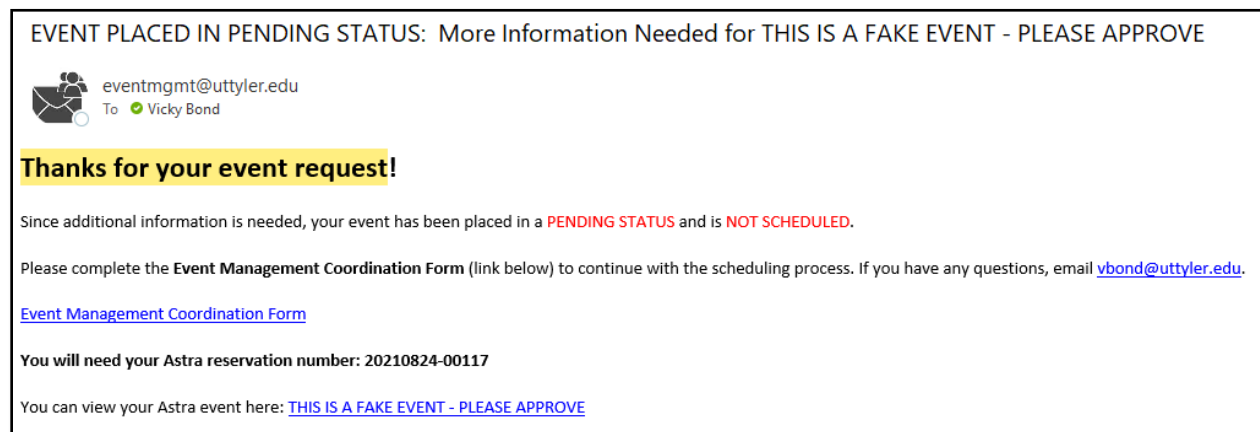 EVENT PLACED IN PENDING STATUS:  More Information Needed for THIS IS A FAKE EVENT - PLEASE APPROVE
eventmgmt@uttyler.edu
To Vicky Bond
Thanks for your event request!
Since additional information is needed, your event has been placed in a PENDING STATUS and is NOT SCHEDULED.
Please complete the Event Management Coordination Form (link below) to continue with the scheduling process. If you have any questions, email vbond@uttyler.edu.
Event Management Coordination Form
You will need your Astra reservation number: 20210824-00117
You can view your Astra event here: THIS IS A FAKE EVENT - PLEASE APPROVE